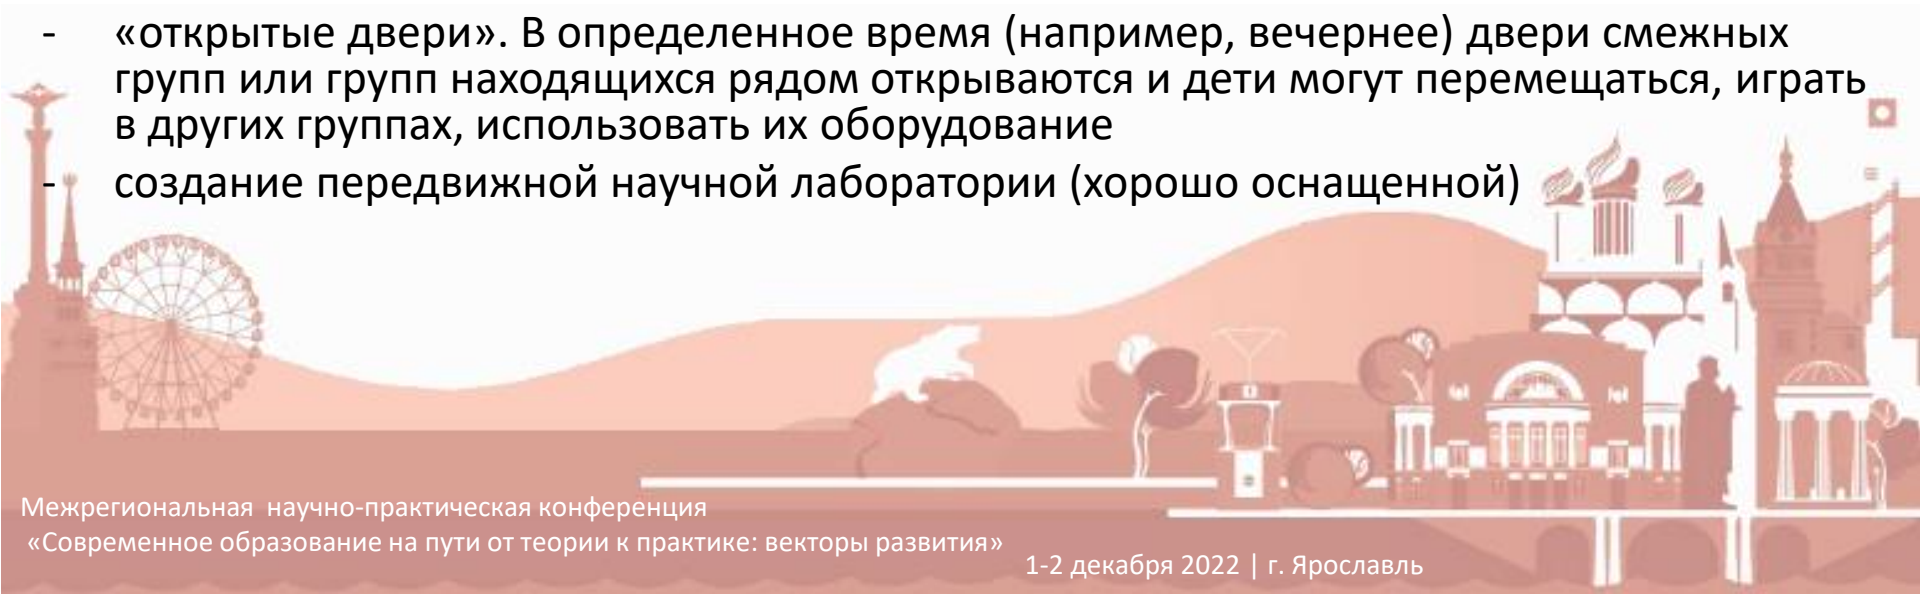 - «открытые двери». В определенное время (например, вечернее) двери смежных
групп или групп находящихся рядом открываются и дети могут перемещаться, играть
в других группах, использовать их оборудование
- создание передвижной научной лаборатории (хорошо оснащенной)
Межрегиональная научно-практическая конференция
«Современное образование на пути от теории к практике: векторы развития»
1-2 декабря 2022 | г. Ярославль